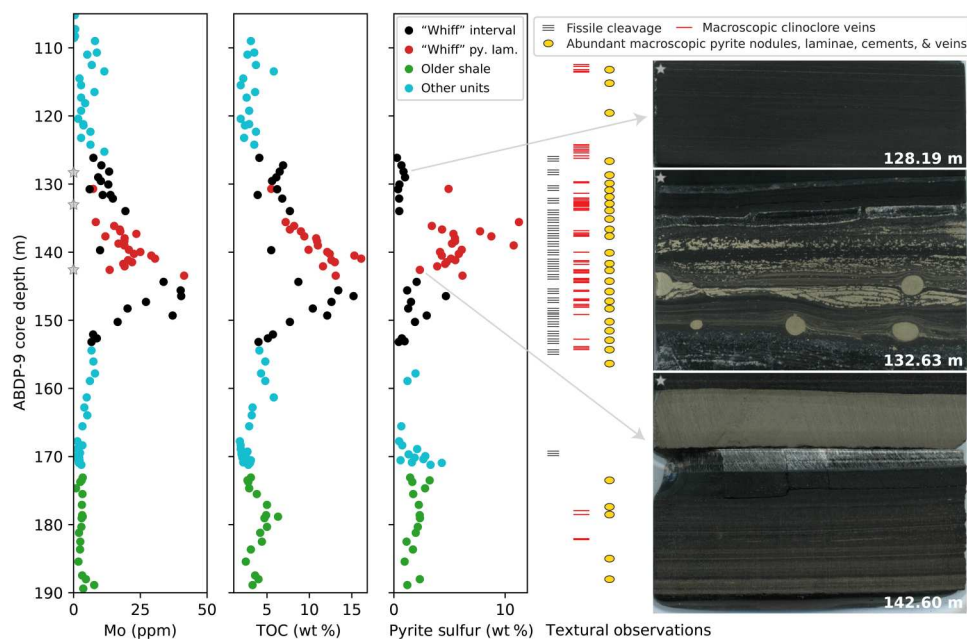 110
120
130
140
150
160
170
180
190
ABDP-9 core depth (m)
0
50
Mo (ppm)
5
10
15
TOC (wt %)
0
10
Pyrite sulfur (wt %)
"Whiff" interval
"Whiff" py. lam.
Older shale
Other units
Fissile cleavage
Macroscopic clinoclore veins
Abundant macroscopic pyrite nodules, laminae, cements, & veins
Textural observations
128.19 m
132.63 m
142.60 m